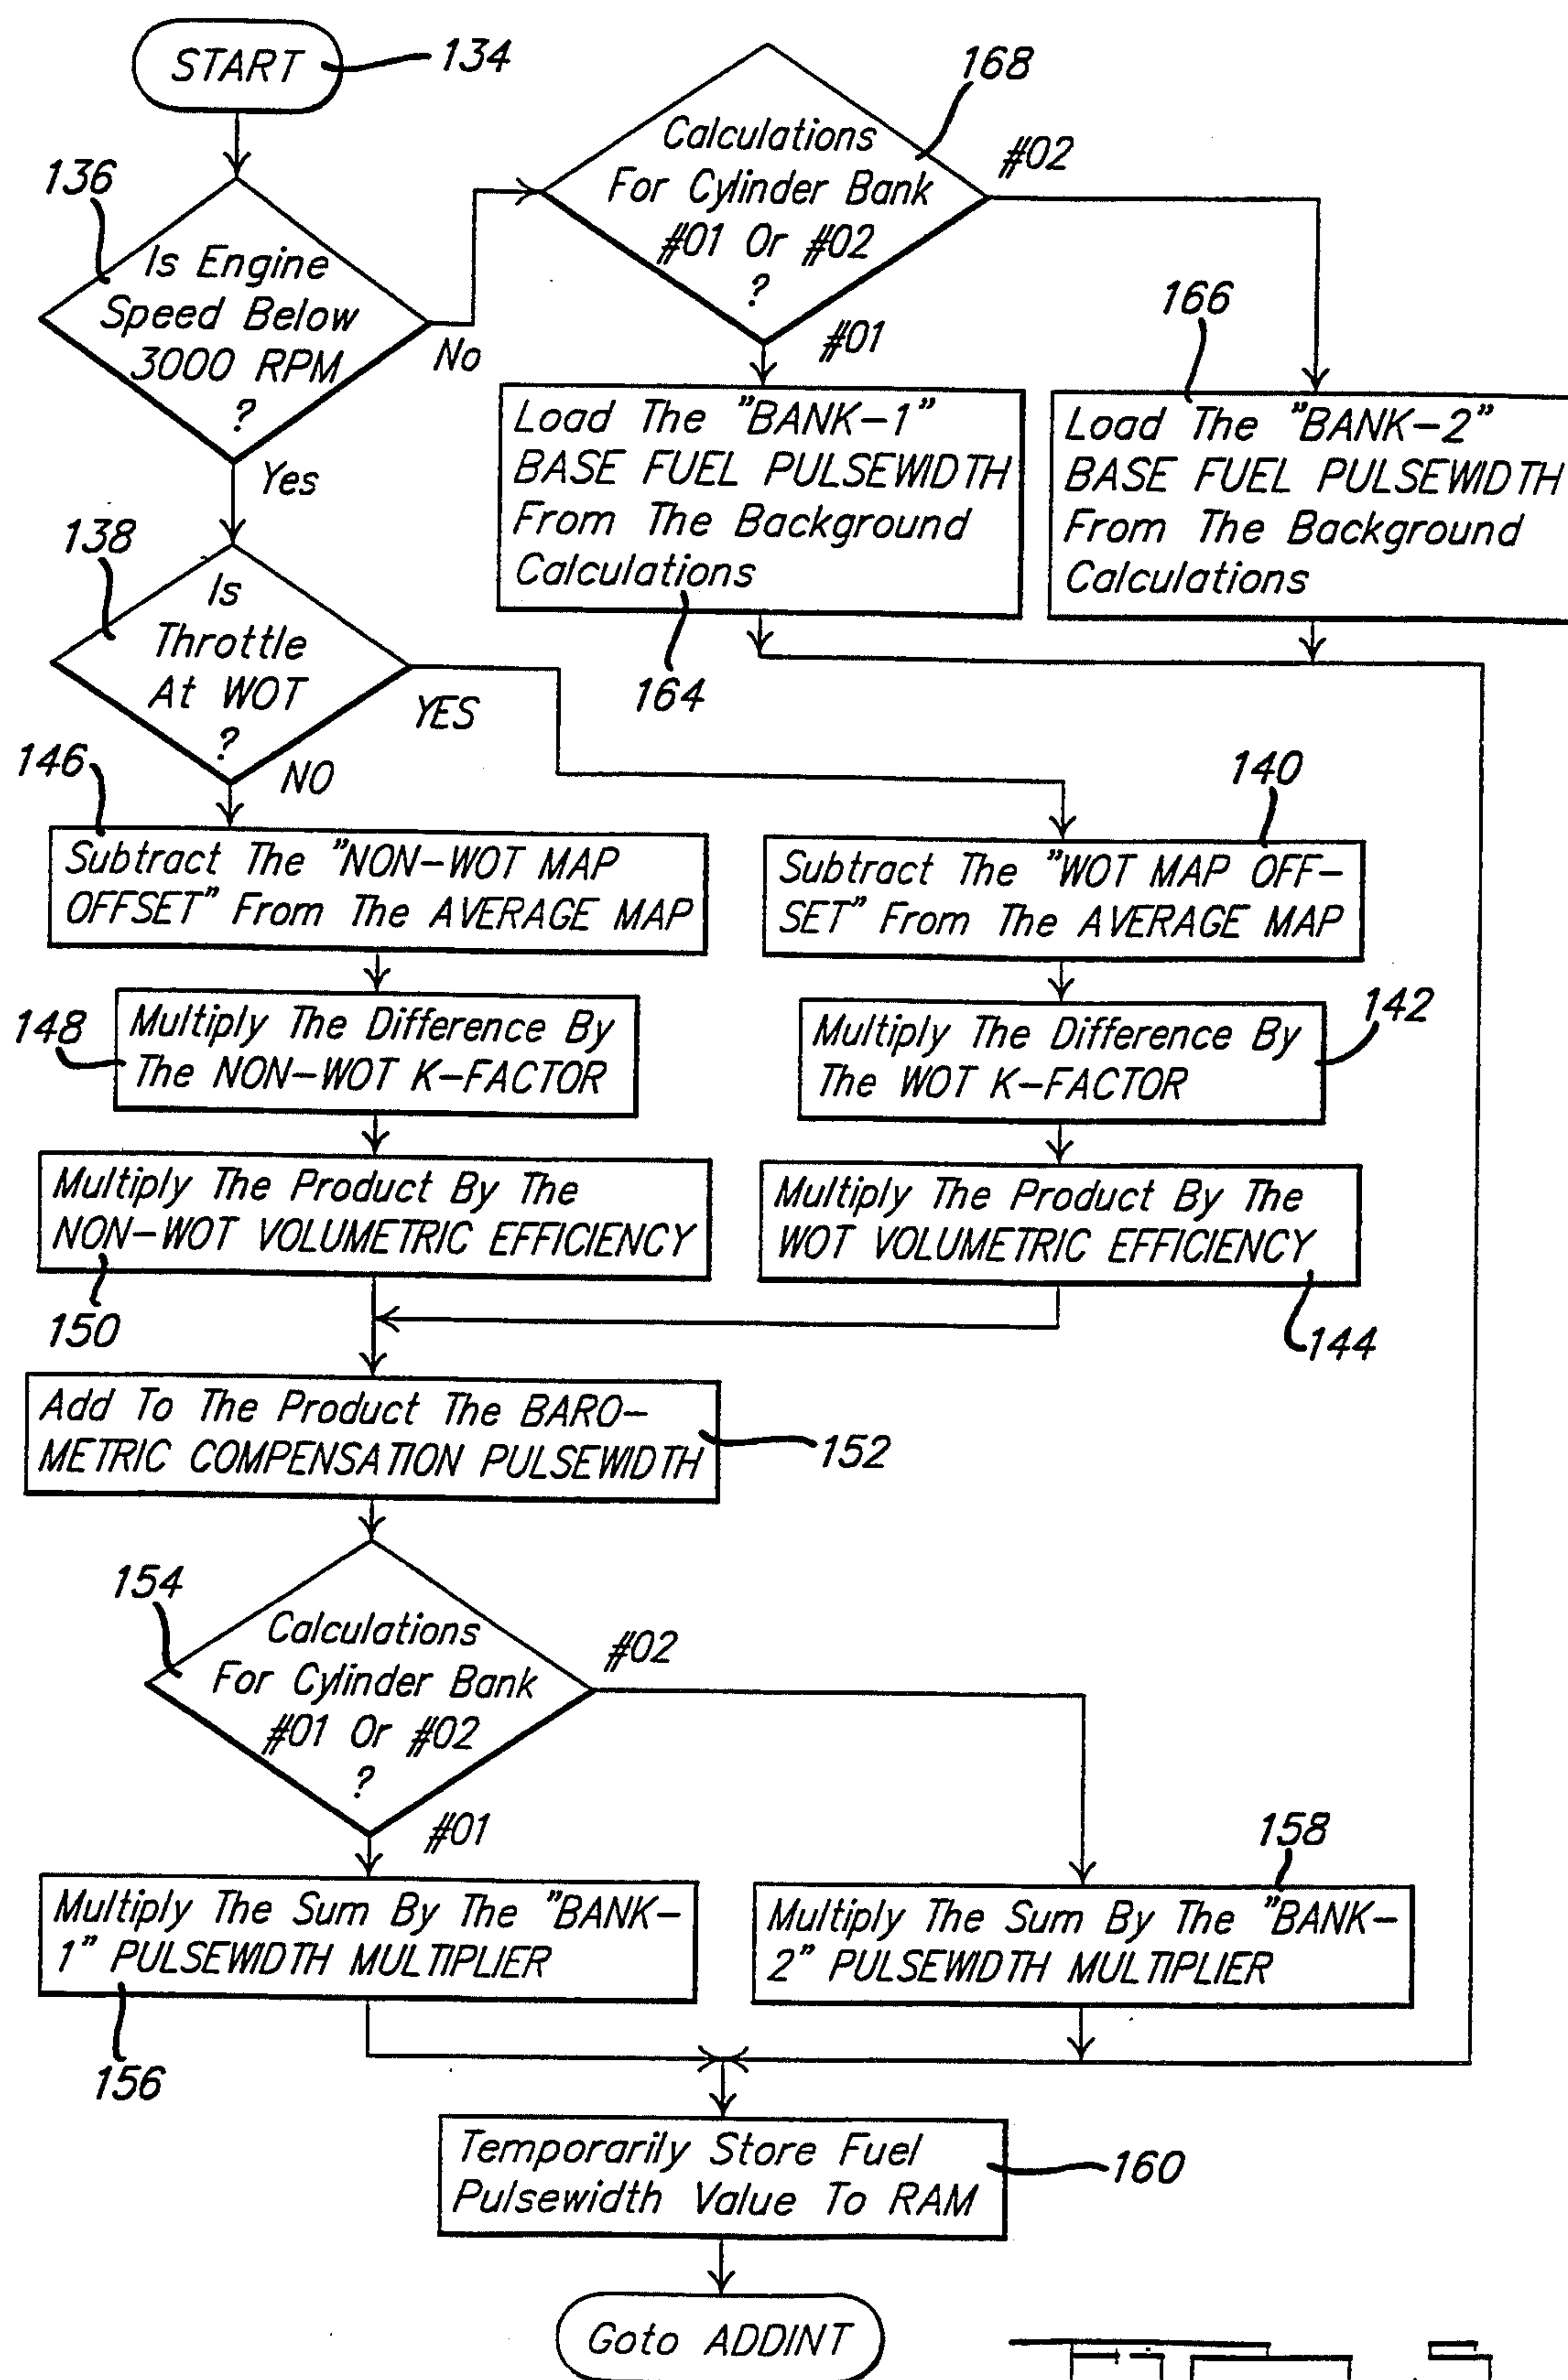 START
134
136
Is Engine
Speed Below
3000 RPM
?
No
Yes
168
Calculations
For Cylinder Bank
#01 Or #02
?
#02
#01
166
Load The "BANK-1"
BASE FUEL PULSEWIDTH
From The Background
Calculations
164
Load The "BANK-2"
BASE FUEL PULSEWIDTH
From The Background
Calculations
138
Is
Throttle
At WOT
?
YES
NO
146
Subtract The "NON-WOT MAP
OFFSET" From The AVERAGE MAP
140
Subtract The "WOT MAP OFF-
SET" From The AVERAGE MAP
148
Multiply The Difference By
The NON-WOT K-FACTOR
142
Multiply The Difference By
The WOT K-FACTOR
Multiply The Product By The
NON-WOT VOLUMETRIC EFFICIENCY
150
Multiply The Product By The
WOT VOLUMETRIC EFFICIENCY
144
Add To The Product The BARO-
METRIC COMPENSATION PULSEWIDTH
152
154
Calculations
For Cylinder Bank
#01 Or #02
?
#02
#01
Multiply The Sum By The "BANK-
1" PULSEWIDTH MULTIPLIER
156
158
Multiply The Sum By The "BANK-
2" PULSEWIDTH MULTIPLIER
Temporarily Store Fuel
Pulsewidth Value To RAM
160
Goto ADDINT